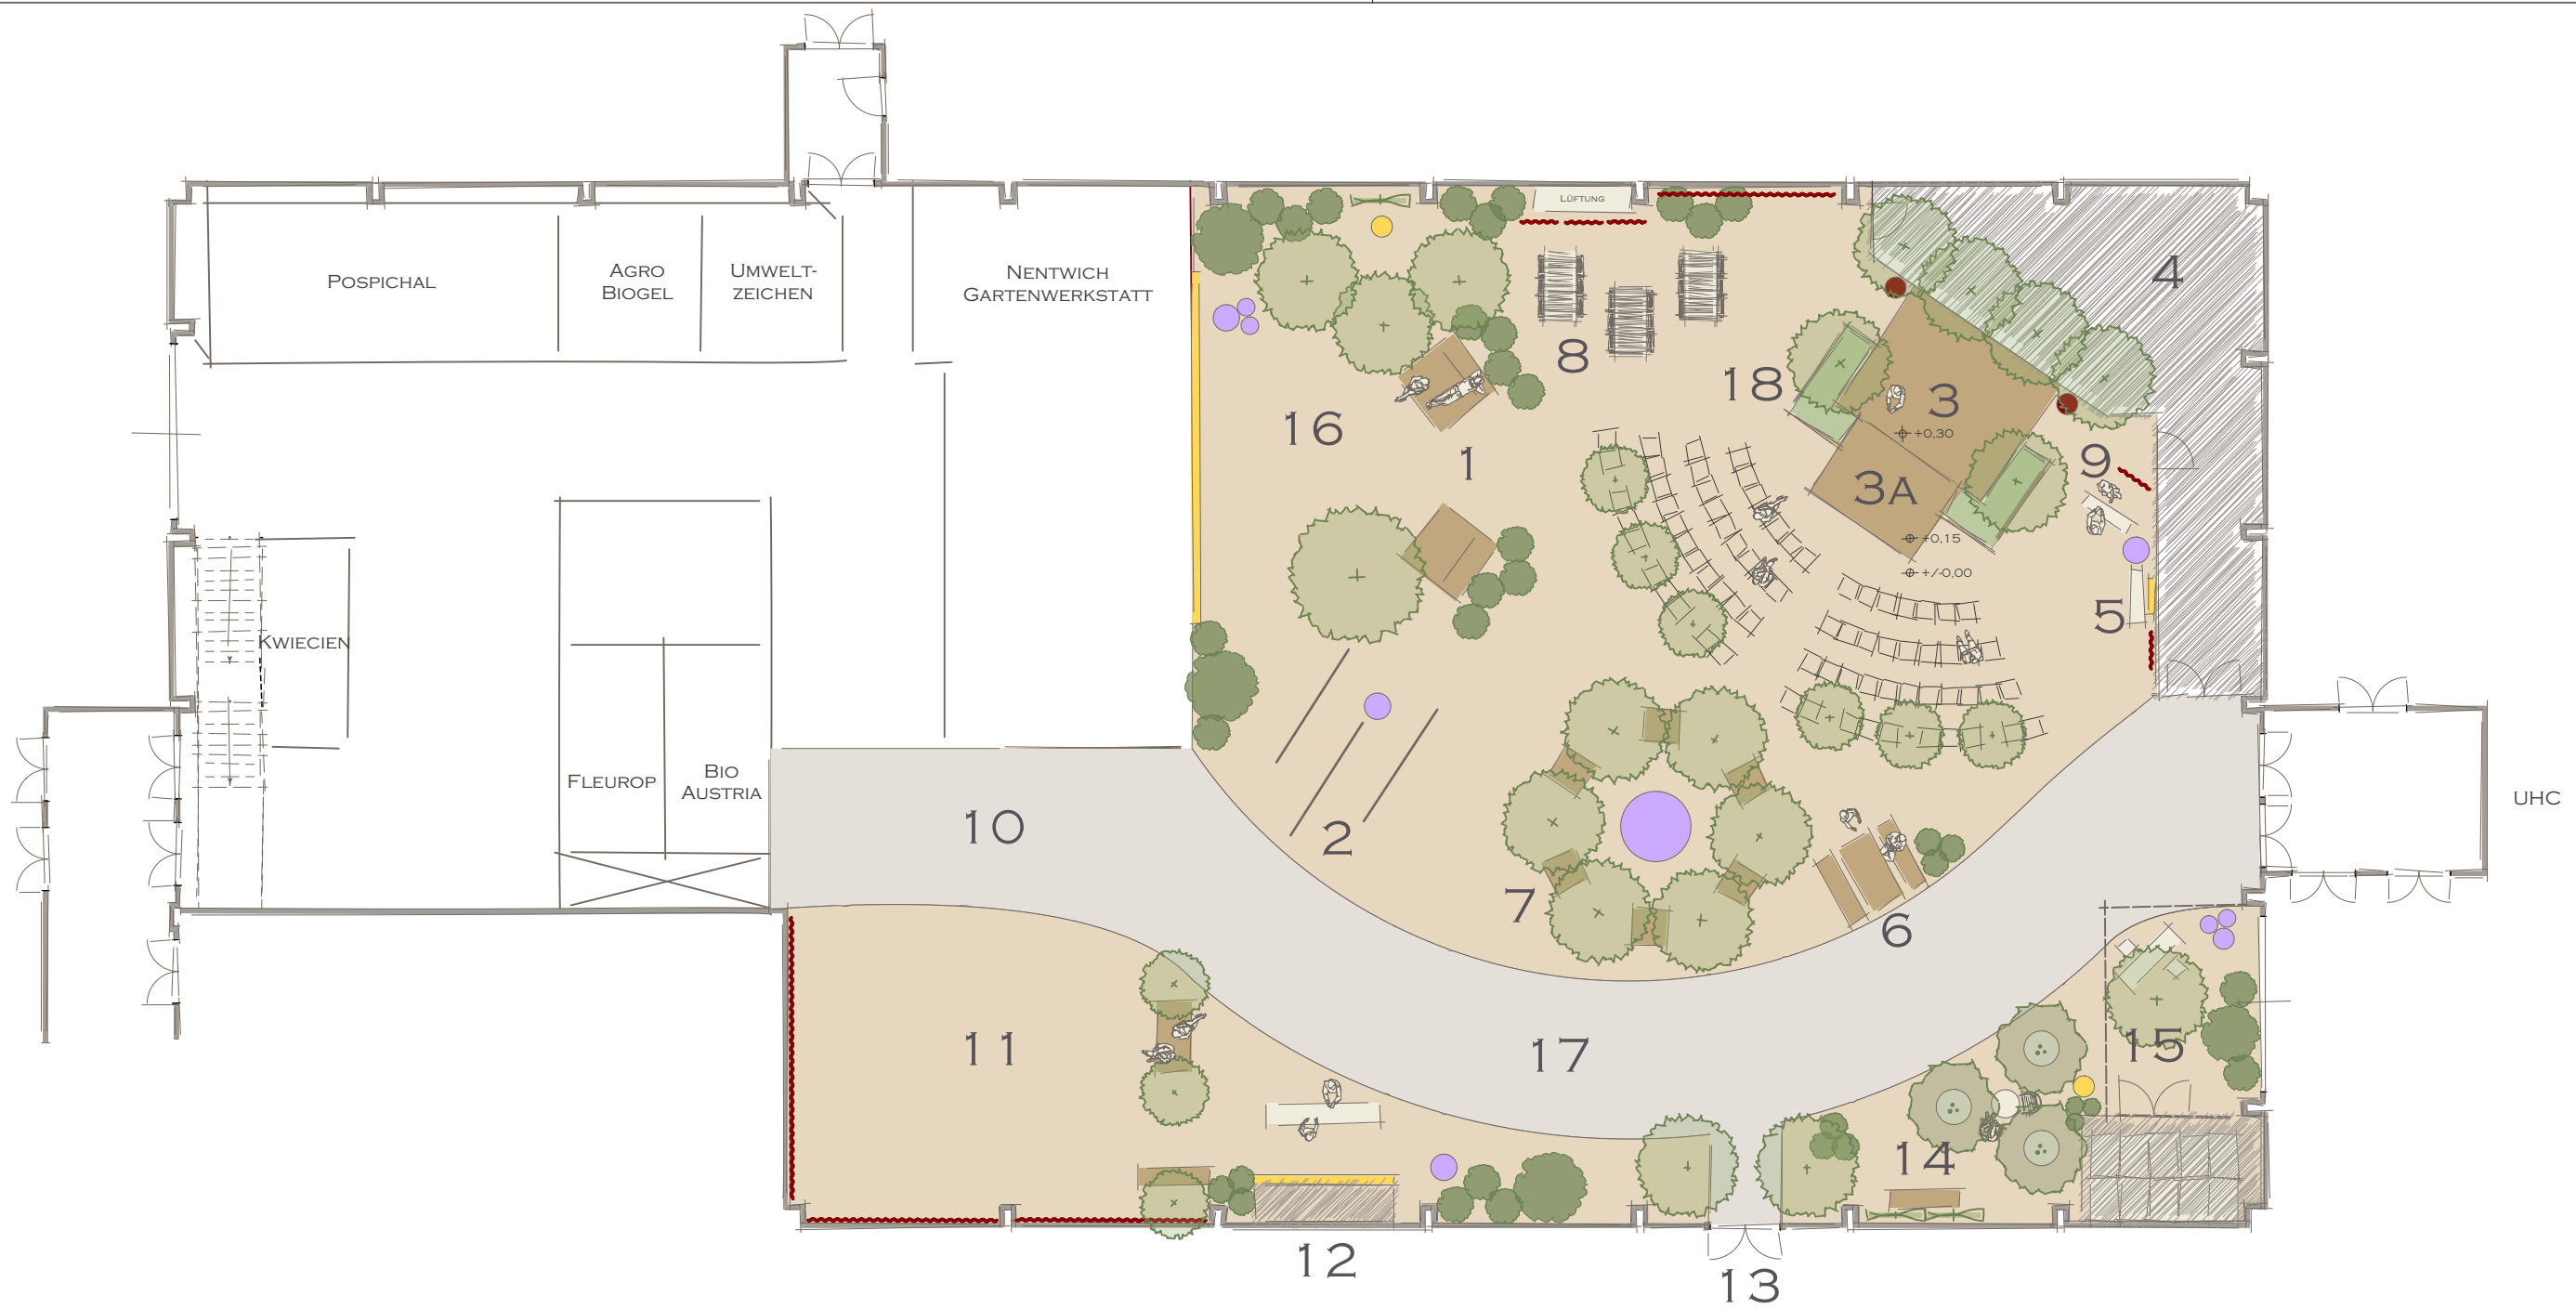 LÜFTUNG
POSPICHAL
AGRO
BIOGEL
UMWELT-
ZEICHEN
NENTWICH
GARTENWERKSTATT
4
8
18
3
+0,30
16
1
3A
9
+0,15
+/-0,00
5
KWIECIEN
FLEUROP
BIO
AUSTRIA
10
2
7
6
UHC
11
17
15
14
12
13